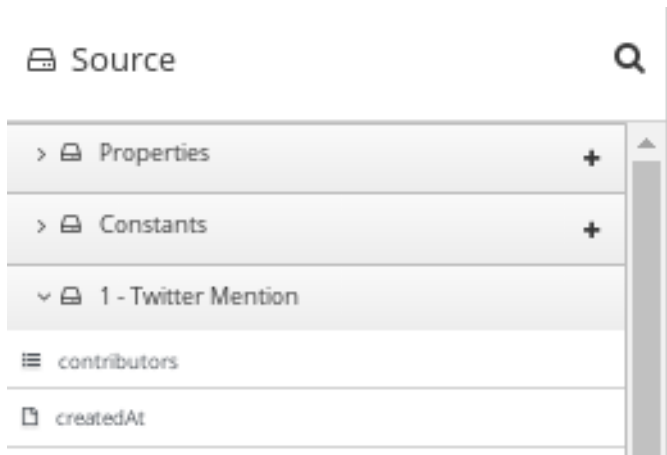 Source
Properties
Constants
1 - Twitter Mention
contributors
createdAt